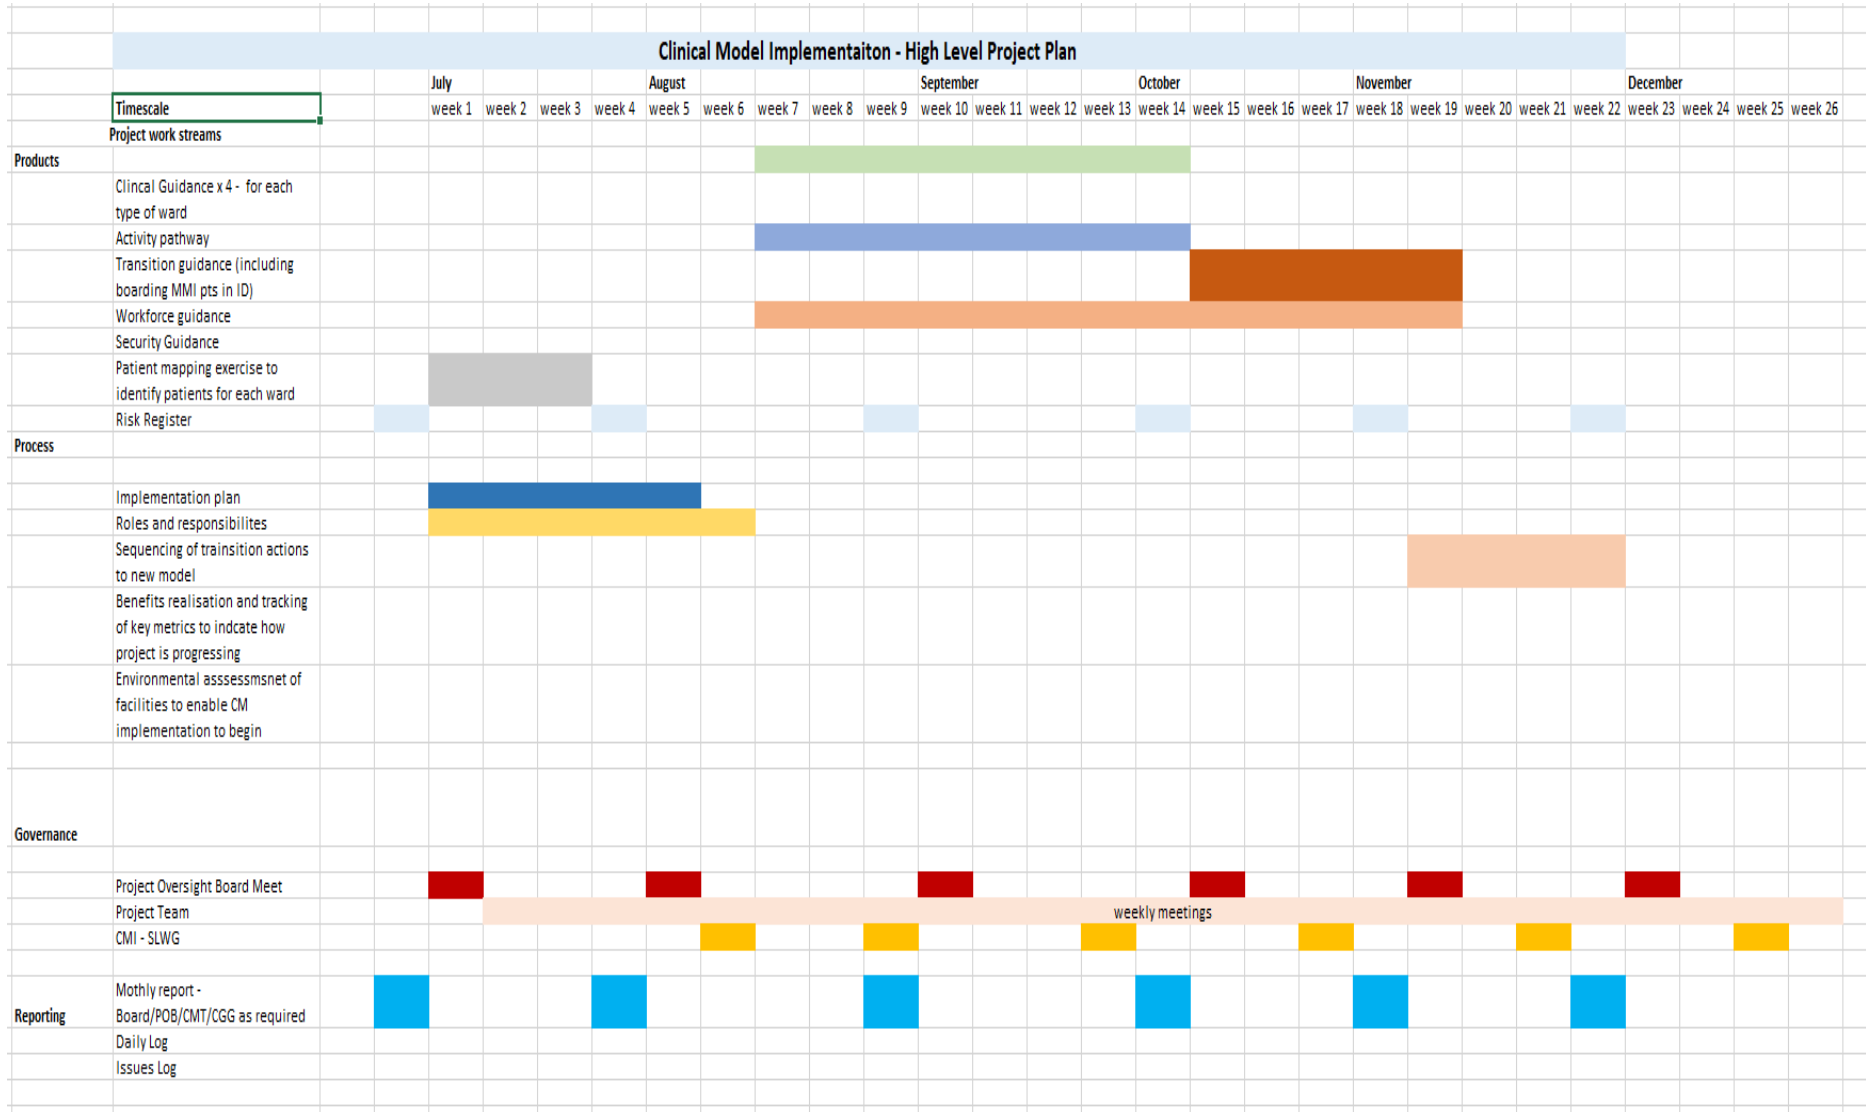 Clinical Model Implementaiton - High Level Project Plan
July August September October November December
Timescale week 1 week 2 week 3 week 4 week 5 week 6 week 7 week 8 week 9 week 10 week 11 week 12 week 13 week 14 week 15 week 16 week 17 week 18 week 19 week 20 week 21 week 22 week 23 week 24 week 25 week 26
Project work streams
Products
Clincal Guidance x 4 - for each
type of ward
Activity pathway
Transition guidance (including
boarding MMI pts in ID)
Workforce guidance
Security Guidance
Patient mapping exercise to
identify patients for each ward
Risk Register
Process
Implementation plan
Roles and responsibilites
Sequencing of trainsition actions
to new model
Benefits realisation and tracking
of key metrics to indcate how
project is progressing
Environmental asssessmsnet of
facilities to enable CM
implementation to begin
Governance
Project Oversight Board Meet
Project Team weekly meetings
CMI - SLWG
Mothly report -
Reporting Board/POB/CMT/CGG as required
Daily Log
Issues Log